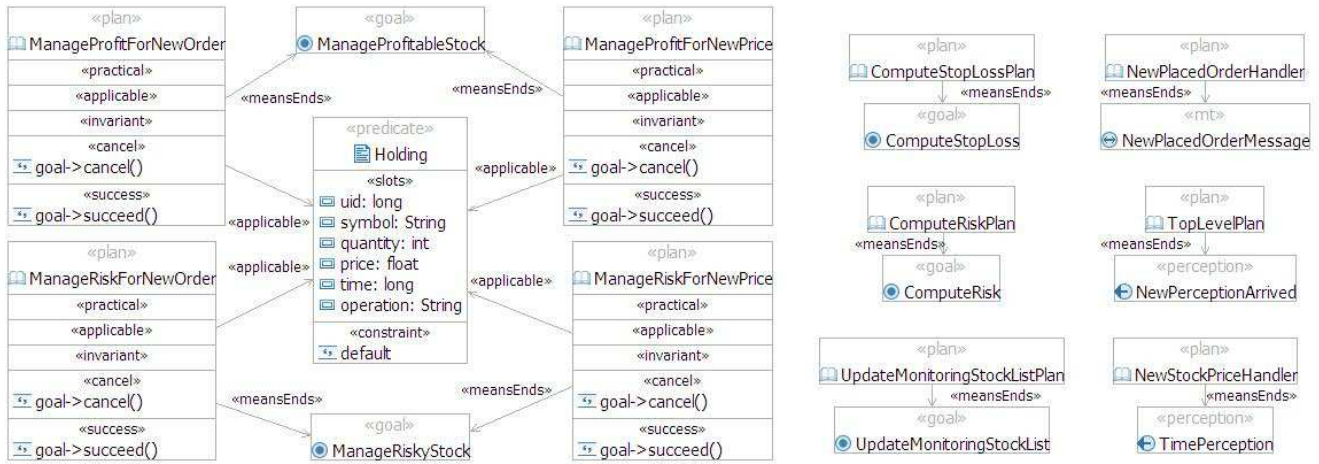 «plan»
ManageProfitForNewOrder
«practical»
«applicable»
«invariant»
«cancel»
goal->cancel()
«success»
goal->succeed()
«goal»
ManageProfitableStock
«meansEnds»
«meansEnds»
«plan»
ManageProfitForNewPrice
«practical»
«applicable»
«invariant»
«cancel»
goal->cancel()
«success»
goal->succeed()
«predicate»
Holding
«slots»
uid: long
symbol: String
quantity: int
price: float
time: long
operation: String
«constraint»
default
«applicable»
«applicable»
«applicable»
«applicable»
«plan»
ManageRiskForNewOrder
«practical»
«applicable»
«invariant»
«cancel»
goal->cancel()
«success»
goal->succeed()
«meansEnds»
«meansEnds»
«goal»
ManageRiskyStock
«plan»
ManageRiskForNewPrice
«practical»
«applicable»
«invariant»
«cancel»
goal->cancel()
«success»
goal->succeed()
«plan»
ComputeStopLossPlan
«meansEnds»
«goal»
ComputeStopLoss
«plan»
NewPlacedOrderHandler
«meansEnds»
«mt»
NewPlacedOrderMessage
«plan»
ComputeRiskPlan
«meansEnds»
«goal»
ComputeRisk
«plan»
TopLevelPlan
«meansEnds»
«perception»
NewPerceptionArrived
«plan»
UpdateMonitoringStockListPlan
«meansEnds»
«goal»
UpdateMonitoringStockList
«plan»
NewStockPriceHandler
«meansEnds»
«perception»
TimePerception